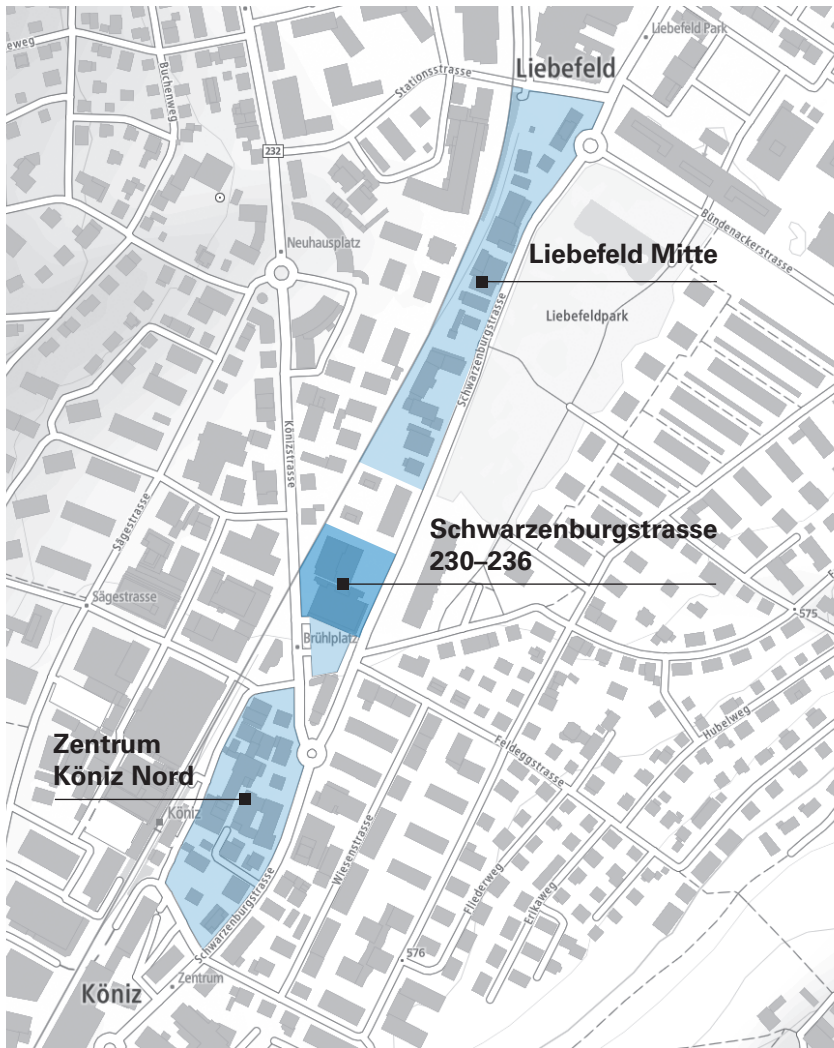 Liebefeld Park
Liebefeld
Buchenweg
Stationsstrasse
232
Bündenackerstrasse
Neuhausplatz
Liebefeld Mitte
Liebefeldpark
Schwarzenburgstrasse
Könizstrasse
Sägestrasse
Schwarzenburgstrasse
230–236
Sägestrasse
575
Brühlplatz
Hubelweg
Zentrum
Köniz Nord
Feldeggstrasse
Köniz
Wiesenstrasse
Fliederweg
Erikaweg
Schwarzenburgstrasse
576
Zentrum
Köniz